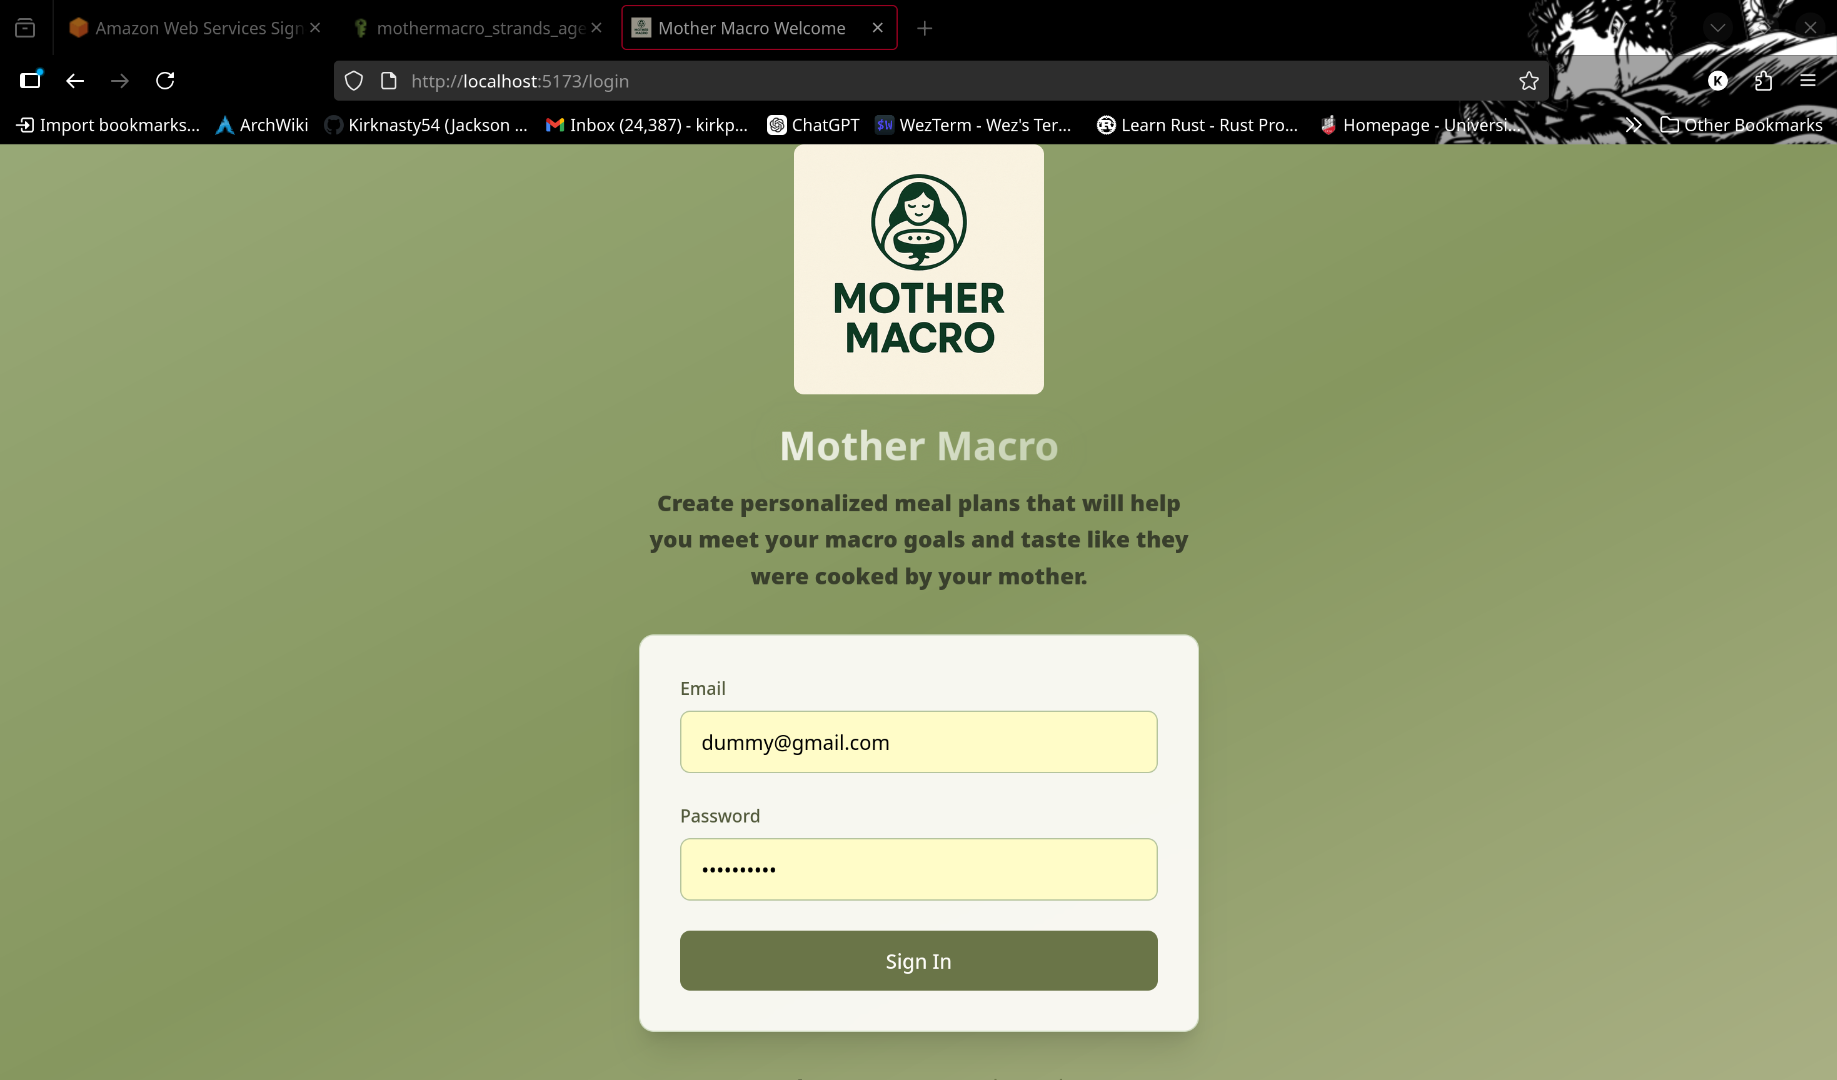 Amazon Web Services Sign
mothermacro_strands_age
Mother Macro Welcome
http://localhost:5173/login
K
Import bookmarks...
ArchWiki
Kirknasty54 (Jackson ...
Inbox (24,387) - kirkp...
ChatGPT
$W
WezTerm - Wez's Ter...
Learn Rust - Rust Pro...
Homepage - Universi...
Other Bookmarks
MOTHER
MACRO
Mother Macro
Create personalized meal plans that will help
you meet your macro goals and taste like they
were cooked by your mother.
Email
dummy@gmail.com
Password
Sign In